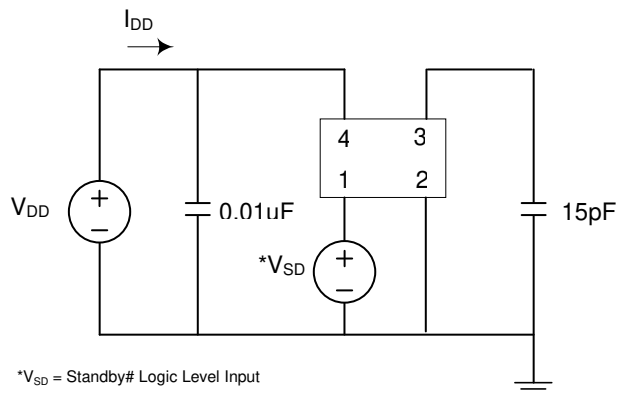 IDD
4 3
1 2
VDD
+
−
0.01uF
*VSD
+
−
15pF
*VSD = Standby# Logic Level Input